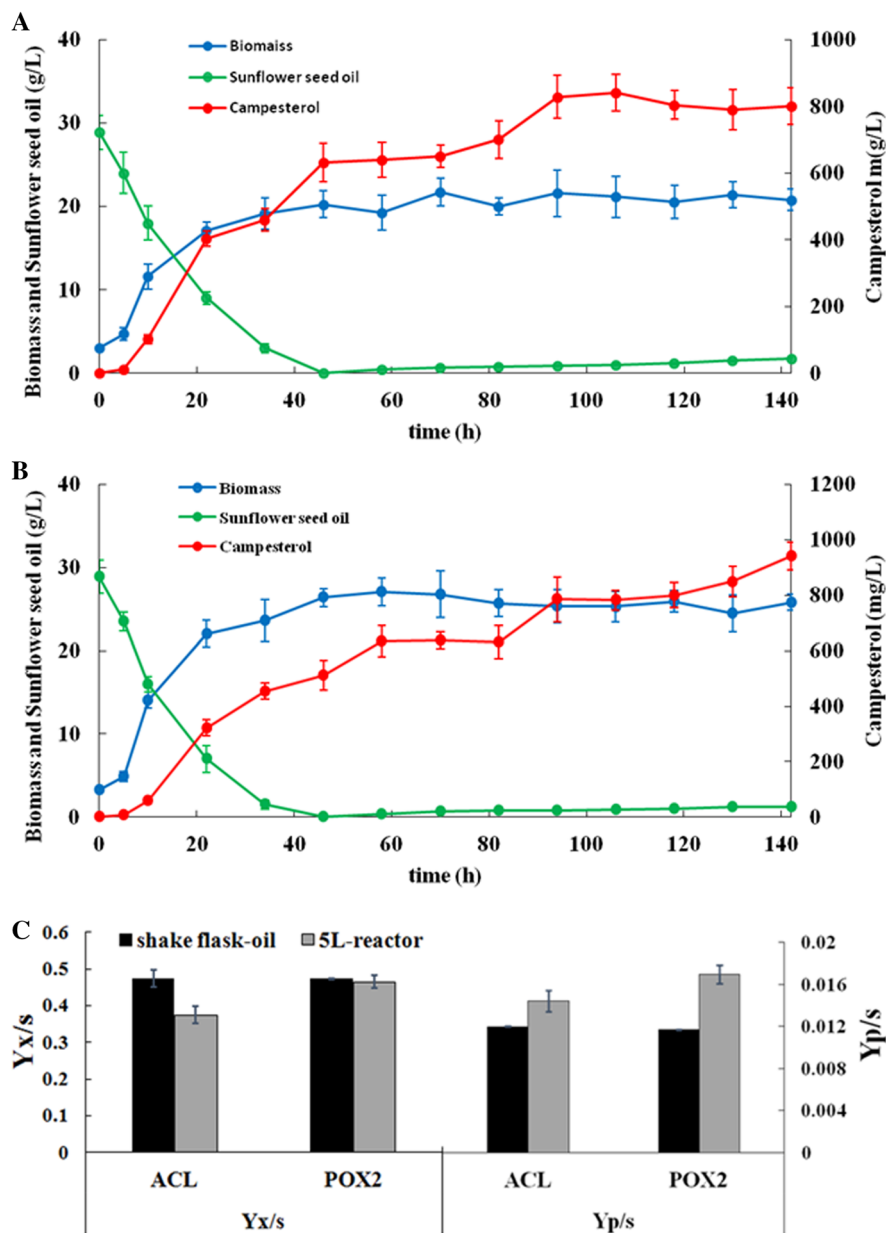 A
Biomass and Sunflower seed oil (g/L)
40
30
20
10
0
Biomaiss
Sunflower seed oil
Campesterol
1000
800
600
400
200
0
Campesterol m(g/L)
0 20 40 60 80 100 120 140
time (h)
B
Biomass and Sunflower seed oil (g/L)
40
30
20
10
0
Biomass
Sunflower seed oil
Campesterol
1200
1000
800
600
400
200
0
Campesterol (mg/L)
0 20 40 60 80 100 120 140
time (h)
C
Yx/s
0.6
0.5
0.4
0.3
0.2
0.1
0
shake flask-oil 5L-reactor
0.02
0.016
0.012
0.008
0.004
0
Yp/s
ACL POX2 ACL POX2
Yx/s Yp/s